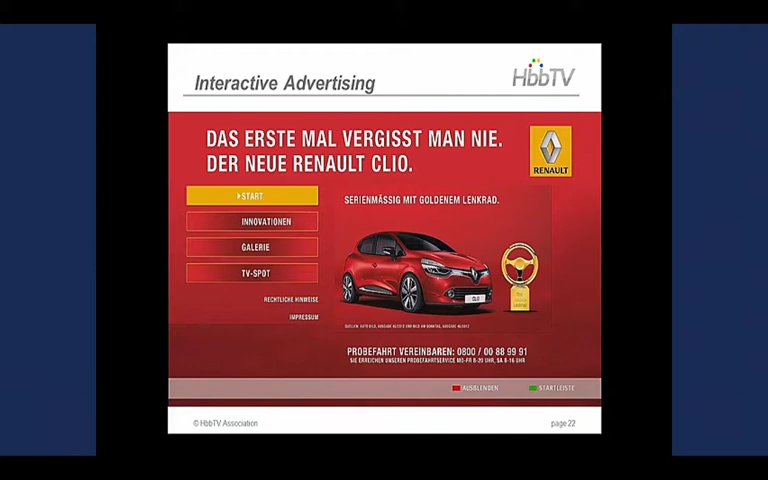 Interactive Advertising
HbbTV
DAS ERSTE MAL VERGISST MAN NIE.
DER NEUE RENAULT CLIO.
RENAULT
START
INNOVATIONEN
GALERIE
TV-SPOT
RECHTLICHE HINWEISE
IMPRESSUM
SERIENMÄSSIG MIT GOLDENEM LENKRAD.
CLIO
PROBEFAHRT VEREINBAREN: 0800 / 00 88 99 91
SIE ERREICHEN UNSEREN PROBEFAHRTSERVICE MO-FR 8-20 UHR, SA 8-16 UHR
AUSBLENDEN
STARTLEISTE
© HbbTV Association
page 22